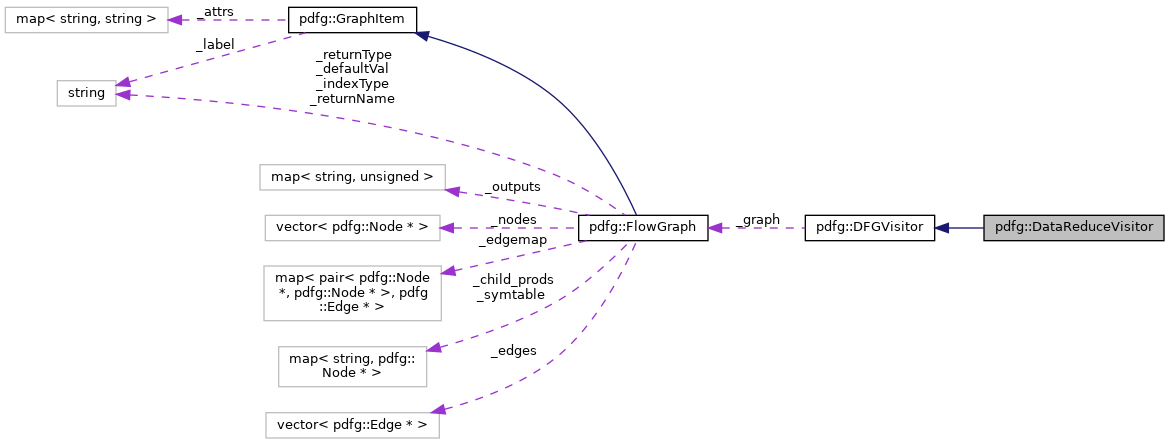 map< string, string >
_attrs
pdfg::GraphItem
_label
string
_returnType
_defaultVal
_indexType
_returnName
map< string, unsigned >
_outputs
vector< pdfg::Node * >
_nodes
_edgemap
pdfg::FlowGraph
_graph
pdfg::DFGVisitor
pdfg::DataReduceVisitor
map< pair< pdfg::Node
*, pdfg::Node * >, pdfg
::Edge * >
_child_prods
_symtable
map< string, pdfg::
Node * >
_edges
vector< pdfg::Edge * >